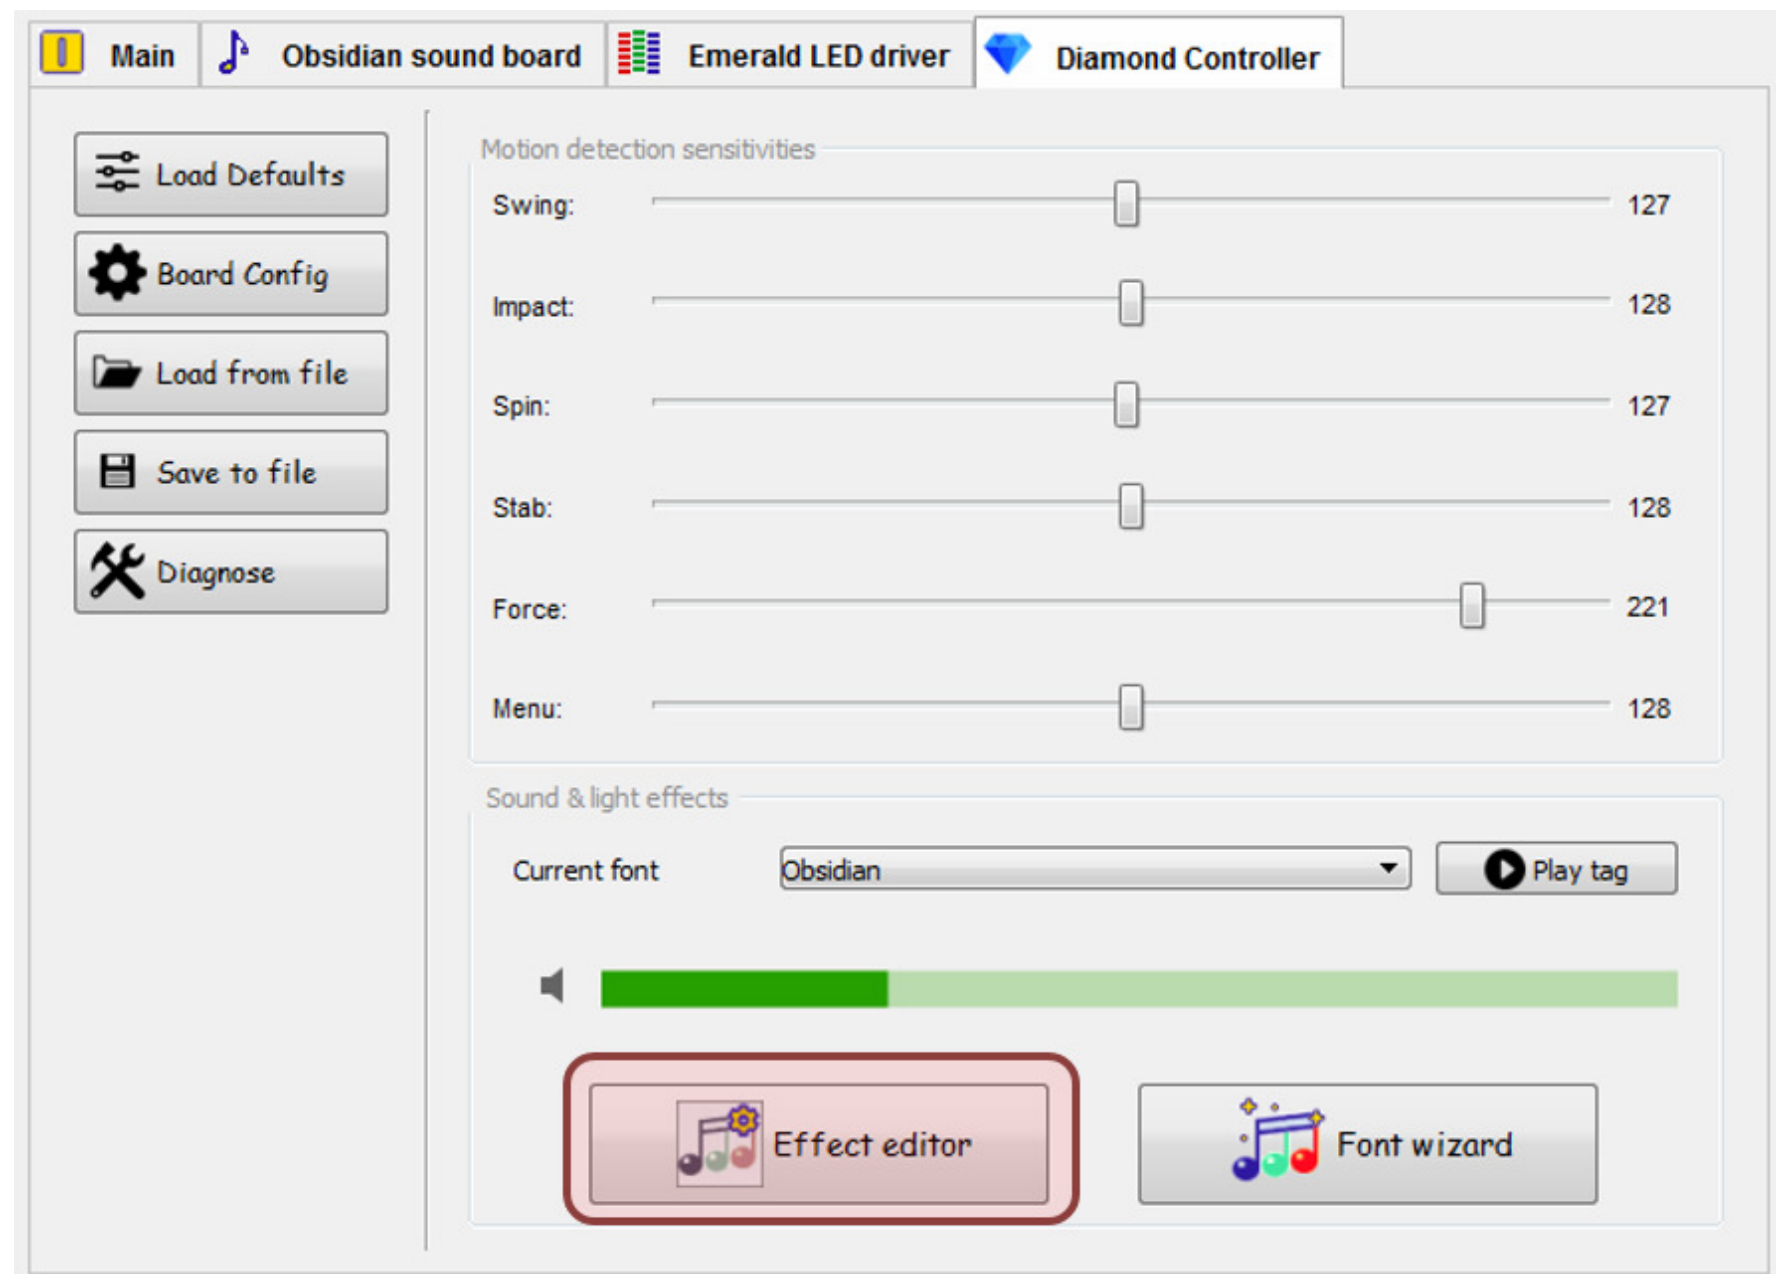 Main
Obsidian sound board
Emerald LED driver
Diamond Controller
Load Defaults
Board Config
Load from file
Save to file
Diagnose
Motion detection sensitivities
Swing: 127
Impact: 128
Spin: 127
Stab: 128
Force: 221
Menu: 128
Sound & light effects
Current font Obsidian Play tag
Effect editor
Font wizard